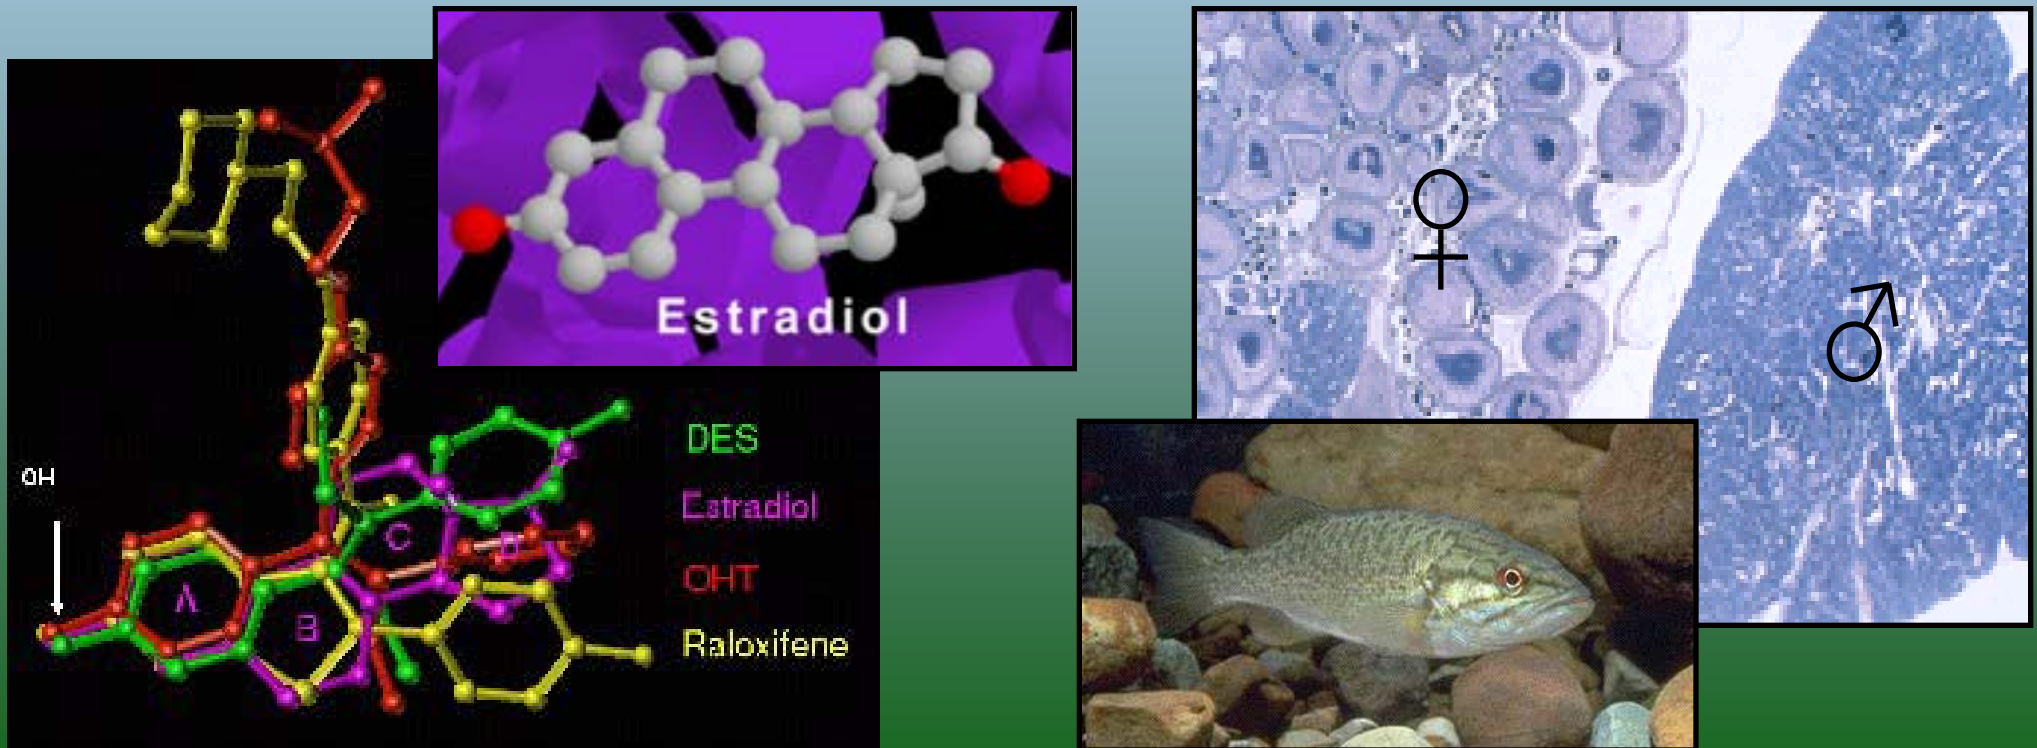 Estradiol
OH
DES
Estradiol
OHT
Raloxifene
A
B
C
D
♀
♂